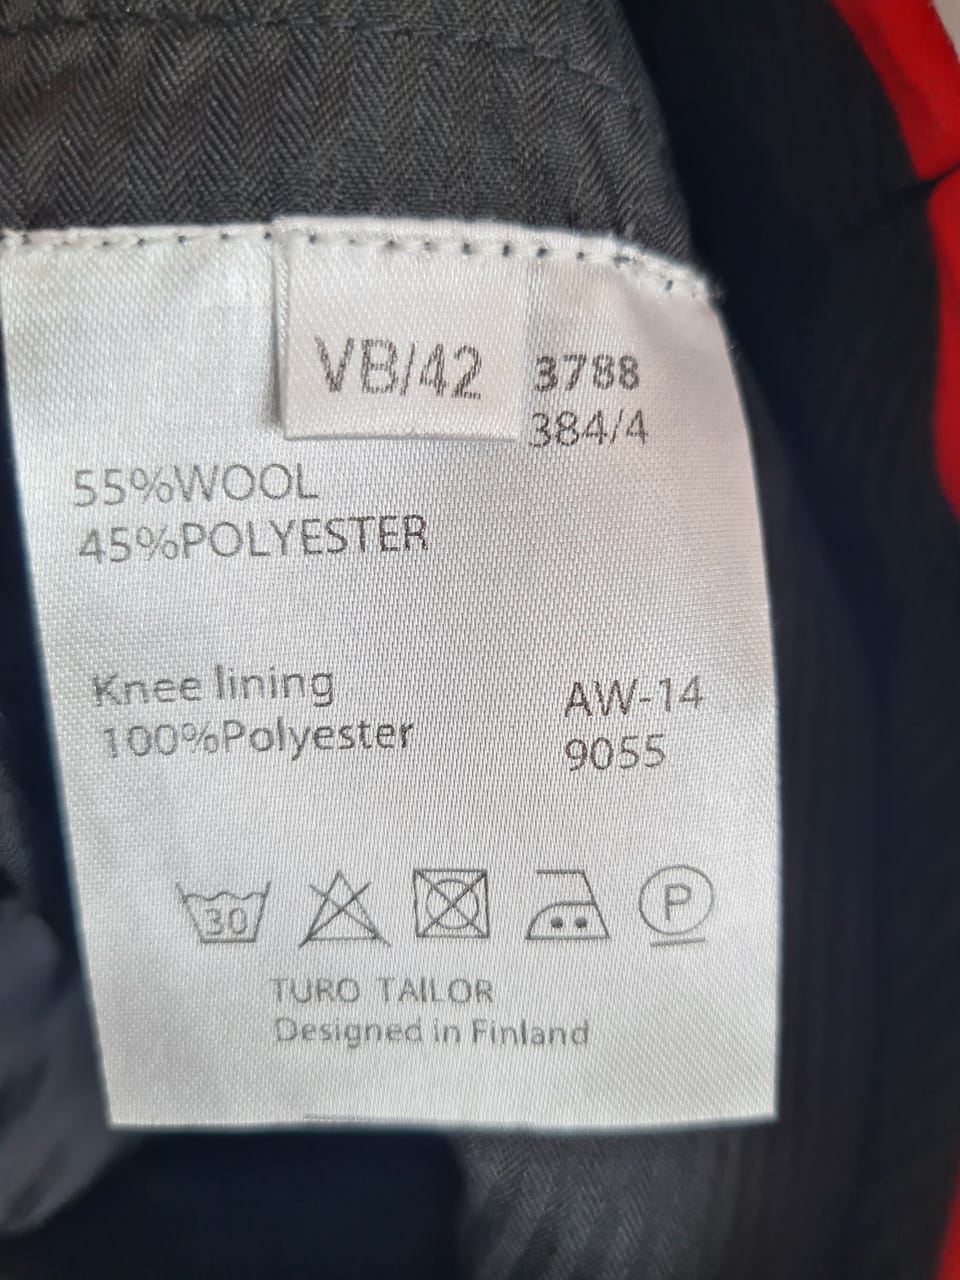 VB/42
3788
384/4
55%WOOL
45%POLYESTER
Knee lining
100%Polyester
AW-14
9055
30
P
TURO TAILOR
Designed in Finland